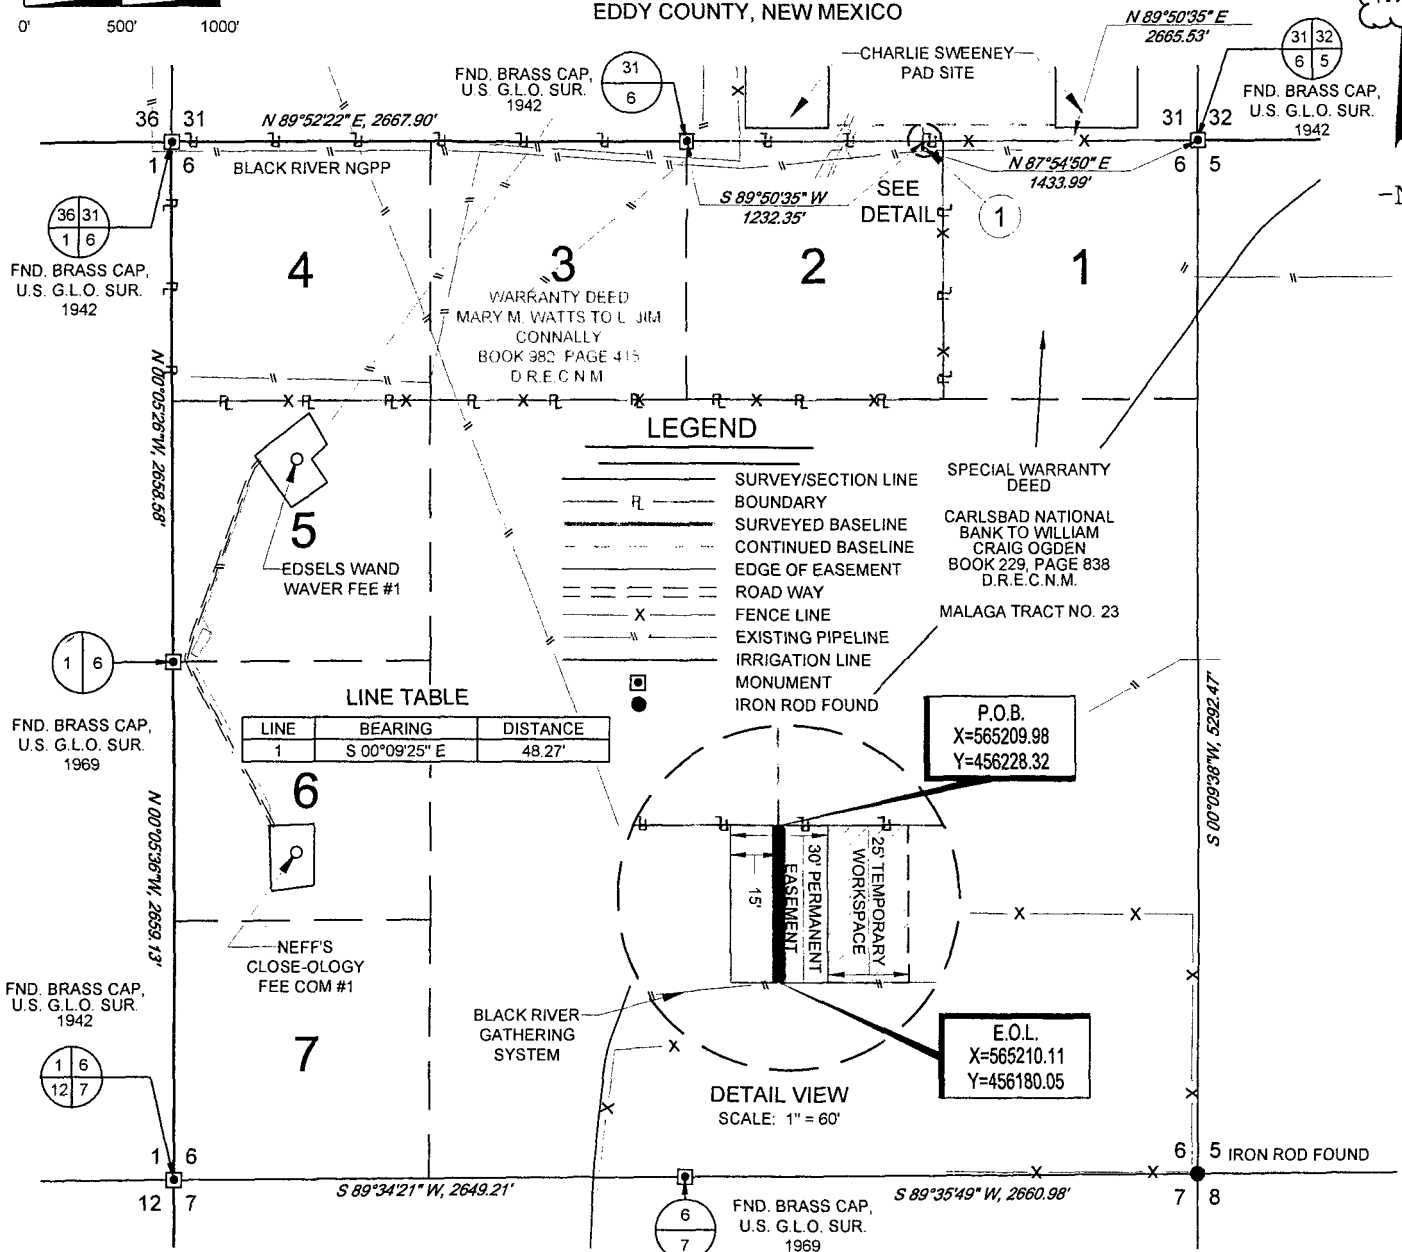 0' 500' 1000'
EDDY COUNTY, NEW MEXICO
N 89°50'35" E
2665.53'
31 32
6 5
FND. BRASS CAP,
U.S. G.L.O. SUR.
1942
CHARLIE SWEENEY
PAD SITE
FND. BRASS CAP,
U.S. G.L.O. SUR.
1942
31
6
36 31
1 6
N 89°52'22" E, 2667.90'
BLACK RIVER NGPP
31 32
6 5
N 87°54'50" E
1433.99'
S 89°50'35" W
1232.35'
SEE
DETAIL
1
36 31
1 6
FND. BRASS CAP,
U.S. G.L.O. SUR.
1942
4
3
2
1
WARRANTY DEED
MARY M. WATTS TO L. JIM
CONNALLY
BOOK 982 PAGE 415
D.R.E.C.N.M
N 00°05'26"W, 2658.58'
LEGEND
SURVEY/SECTION LINE
PL BOUNDARY
SURVEYED BASELINE
CONTINUED BASELINE
EDGE OF EASEMENT
ROAD WAY
X FENCE LINE
\\ EXISTING PIPELINE
IRRIGATION LINE
MONUMENT
IRON ROD FOUND
SPECIAL WARRANTY
DEED
CARLSBAD NATIONAL
BANK TO WILLIAM
CRAIG OGDEN
BOOK 229, PAGE 838
D.R.E.C.N.M.
MALAGA TRACT NO. 23
5
EDSELS WAND
WAVER FEE #1
1 6
FND. BRASS CAP,
U.S. G.L.O. SUR.
1969
LINE TABLE
LINE BEARING DISTANCE
1 S 00°09'25" E 48.27'
6
P.O.B.
X=565209.98
Y=456228.32
S 00°09'38" W, 5292.47'
N 00°05'36"W, 2659.13'
15'
30' PERMANENT
EASEMENT
25' TEMPORARY
WORKSPACE
NEFF'S
CLOSE-OLOGY
FEE COM #1
FND. BRASS CAP,
U.S. G.L.O. SUR.
1942
1 6
12 7
7
BLACK RIVER
GATHERING
SYSTEM
E.O.L.
X=565210.11
Y=456180.05
DETAIL VIEW
SCALE: 1" = 60'
1 6
12 7
S 89°34'21" W, 2649.21'
S 89°35'49" W, 2660.98'
6 5
7 8
IRON ROD FOUND
6
7
FND. BRASS CAP,
U.S. G.L.O. SUR.
1969